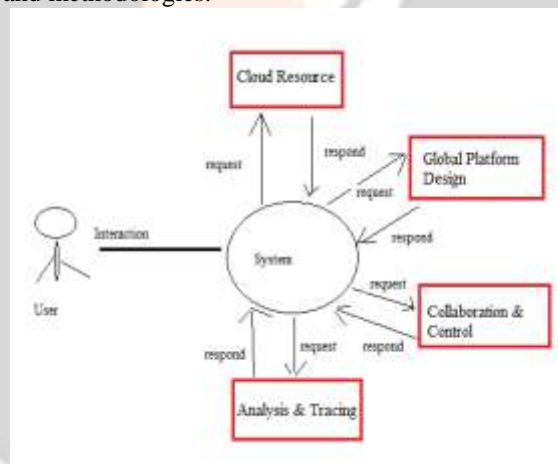 and methodologies.
Cloud Resource
request
respond
Global Platform
Design
request
respond
Interaction
User
System
request
Collaboration &
Control
respond
respond
request
Analysis & Tracing